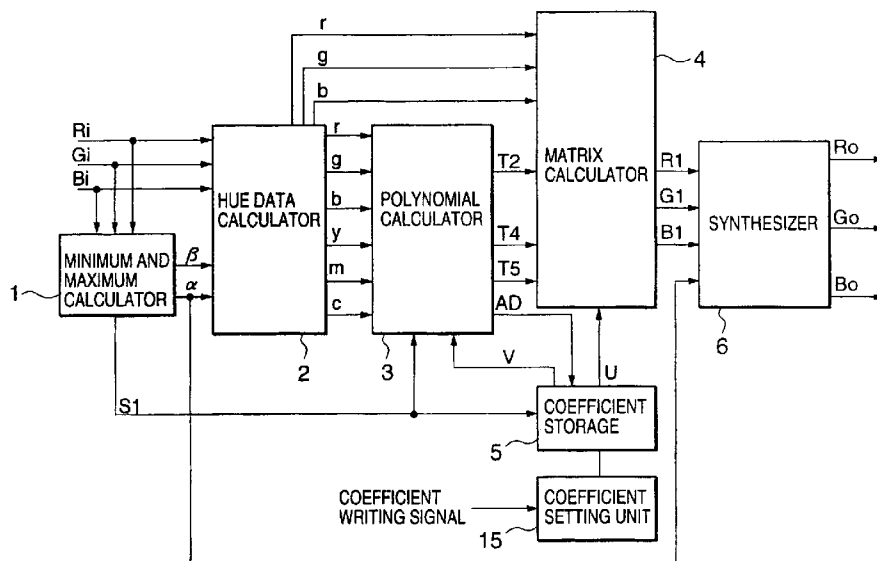 r
g
b
4
Ri
Gi
Bi
HUE DATA
CALCULATOR
r
g
b
y
m
c
POLYNOMIAL
CALCULATOR
T2
T4
T5
AD
MATRIX
CALCULATOR
R1
G1
B1
SYNTHESIZER
Ro
Go
Bo
MINIMUM AND
MAXIMUM
CALCULATOR
β
α
1
2
3
6
V
U
S1
COEFFICIENT
STORAGE
5
COEFFICIENT
WRITING SIGNAL
COEFFICIENT
SETTING UNIT
15